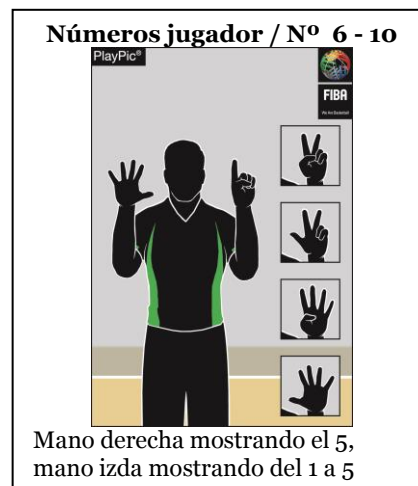 Números jugador / Nº 6 - 10
PlayPic®
FIBA
We Are Basketball
Mano derecha mostrando el 5,
mano izda mostrando del 1 a 5